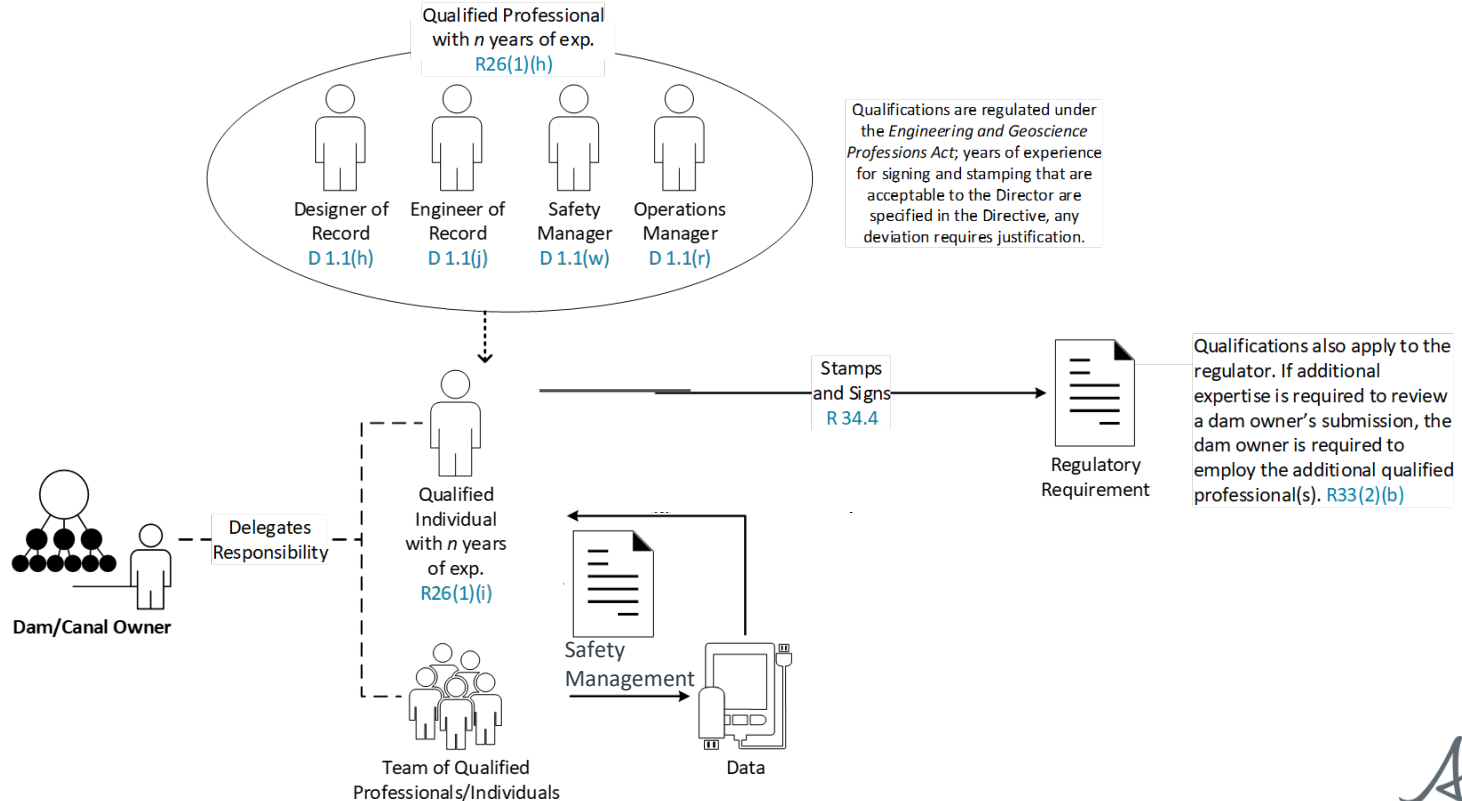 Qualified Professional
with n years of exp.
R26(1)(h)
Designer of
Record
D 1.1(h)
Engineer of
Record
D 1.1(j)
Safety
Manager
D 1.1(w)
Operations
Manager
D 1.1(r)
Qualifications are regulated under
the Engineering and Geoscience
Professions Act; years of experience
for signing and stamping that are
acceptable to the Director are
specified in the Directive, any
deviation requires justification.
Stamps
and Signs
R 34.4
Regulatory
Requirement
Qualifications also apply to the
regulator. If additional
expertise is required to review
a dam owner's submission, the
dam owner is required to
employ the additional qualified
professional(s). R33(2)(b)
Dam/Canal Owner
Delegates
Responsibility
Qualified
Individual
with n years
of exp.
R26(1)(i)
Safety
Management
Team of Qualified
Professionals/Individuals
Data